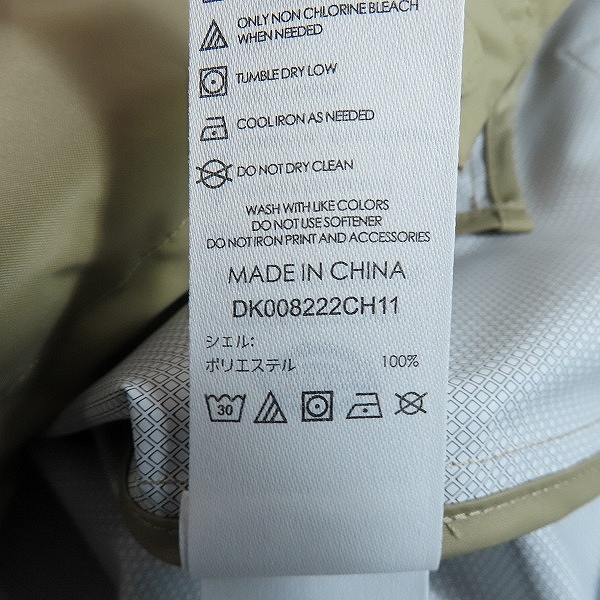 ONLY NON CHLORINE BLEACH
WHEN NEEDED
TUMBLE DRY LOW
COOL IRON AS NEEDED
DO NOT DRY CLEAN
WASH WITH LIKE COLORS
DO NOT USE SOFTENER
DO NOT IRON PRINT AND ACCESSORIES
MADE IN CHINA
DK008222CH11
シェル:
ポリエステル 100%
30